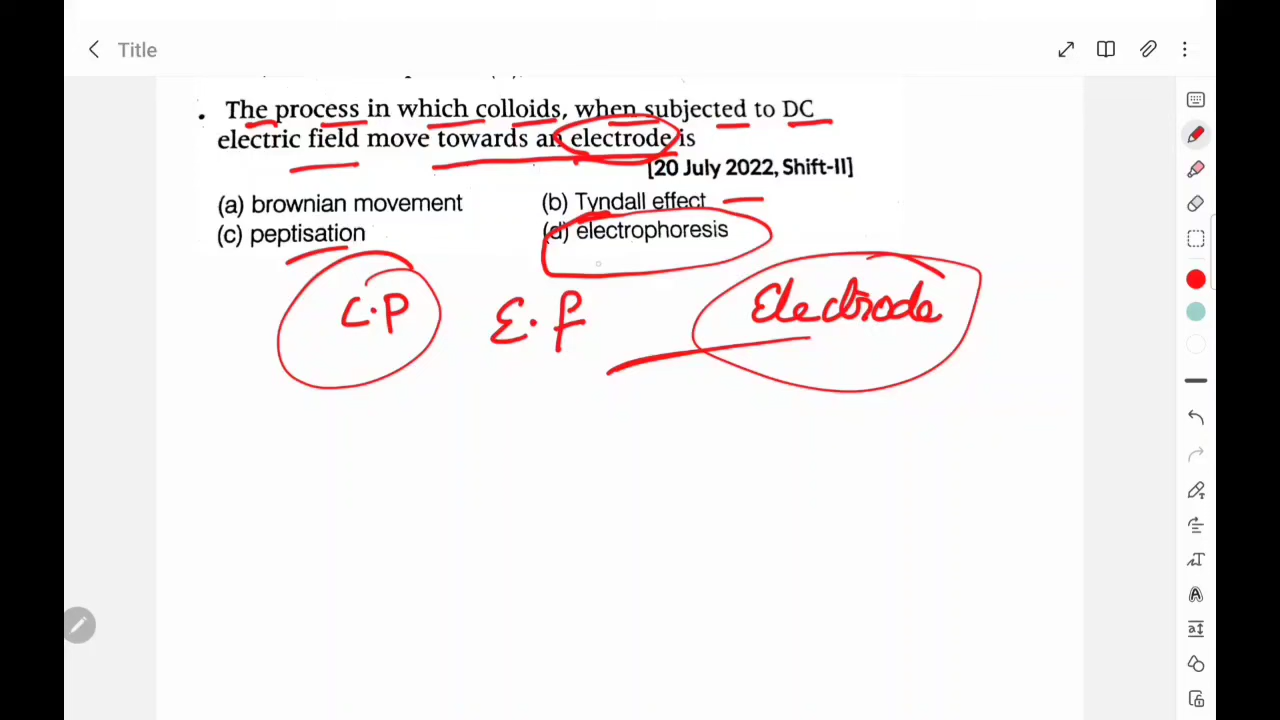 Title
. The process in which colloids, when subjected to DC
electric field move towards an electrode is
[20 July 2022, Shift-II]
(a) brownian movement (b) Tyndall effect
(c) peptisation (d) electrophoresis
C.P E.f Electrode